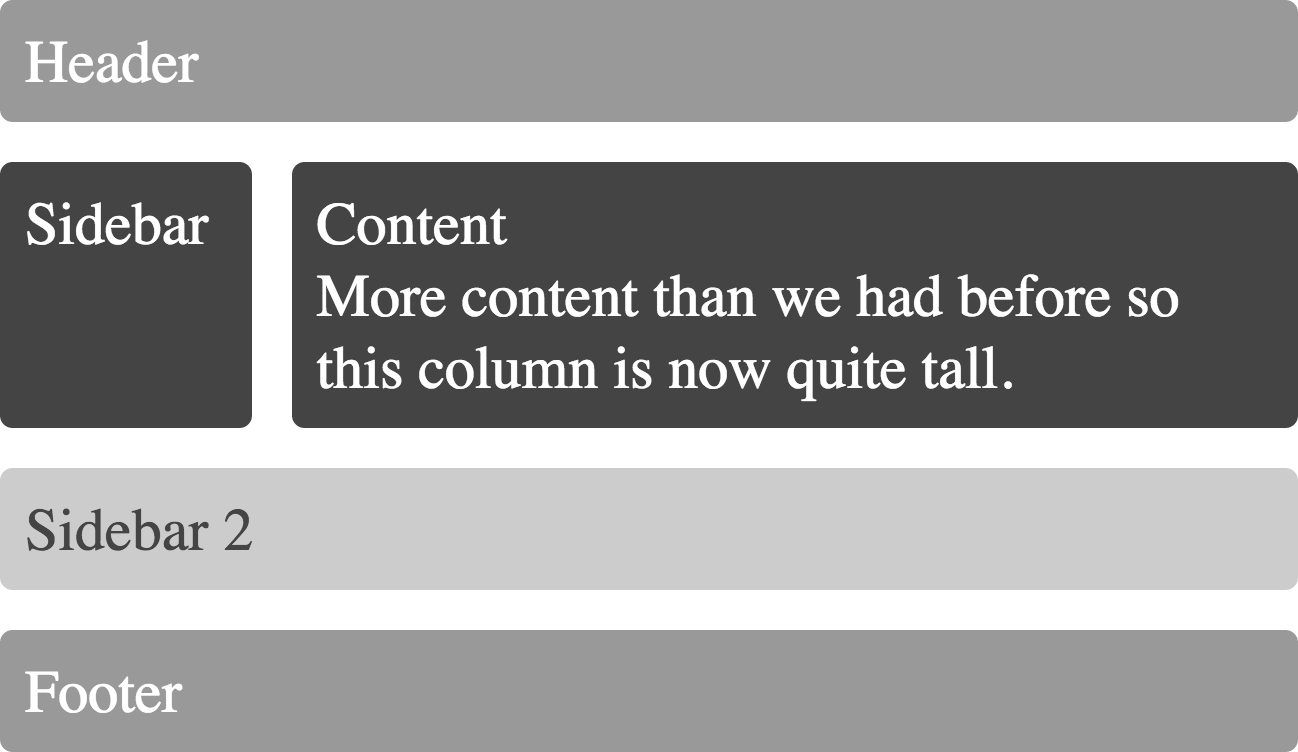 Header
Sidebar
Content
More content than we had before so
this column is now quite tall.
Sidebar 2
Footer